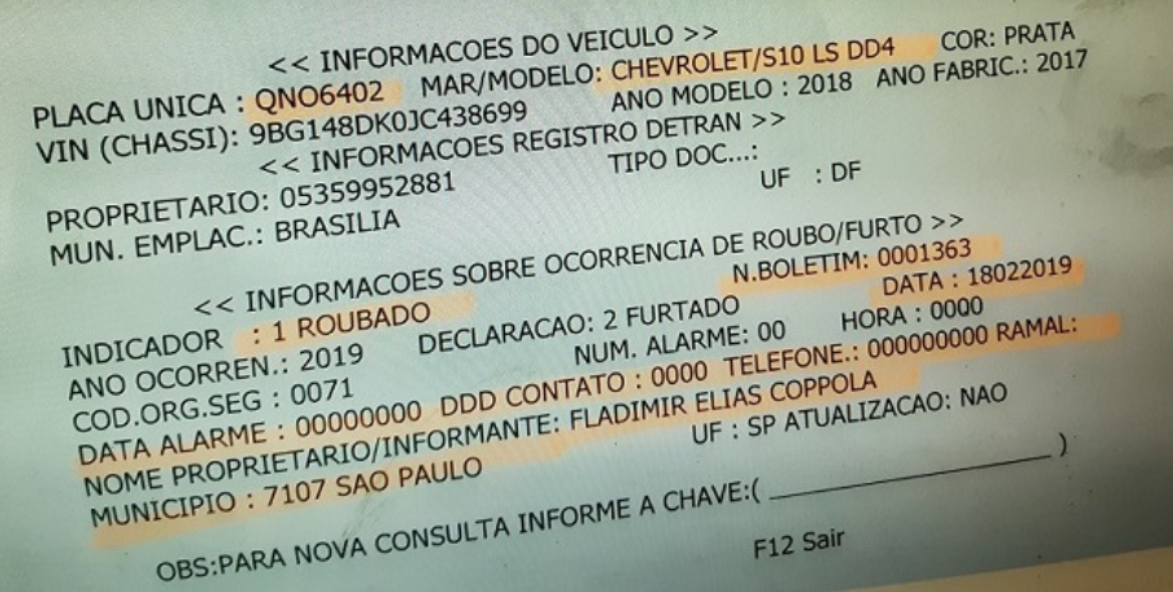 << INFORMACOES DO VEICULO >>
PLACA UNICA : QNO6402 MAR/MODELO: CHEVROLET/S10 LS DD4 COR: PRATA
VIN (CHASSI): 9BG148DK0JC438699 ANO MODELO : 2018 ANO FABRIC.: 2017
<< INFORMACOES REGISTRO DETRAN >>
PROPRIETARIO: 05359952881 TIPO DOC...:
MUN. EMPLAC.: BRASILIA UF : DF
<< INFORMACOES SOBRE OCORRENCIA DE ROUBO/FURTO >>
INDICADOR : 1 ROUBADO N.BOLETIM: 0001363
ANO OCORREN.: 2019 DECLARACAO: 2 FURTADO DATA : 18022019
COD.ORG.SEG : 0071 NUM. ALARME: 00 HORA : 0000
DATA ALARME : 00000000 DDD CONTATO : 0000 TELEFONE.: 000000000 RAMAL:
NOME PROPRIETARIO/INFORMANTE: FLADIMIR ELIAS COPPOLA
MUNICIPIO : 7107 SAO PAULO UF : SP ATUALIZACAO: NAO
OBS:PARA NOVA CONSULTA INFORME A CHAVE:( __________ )
F12 Sair